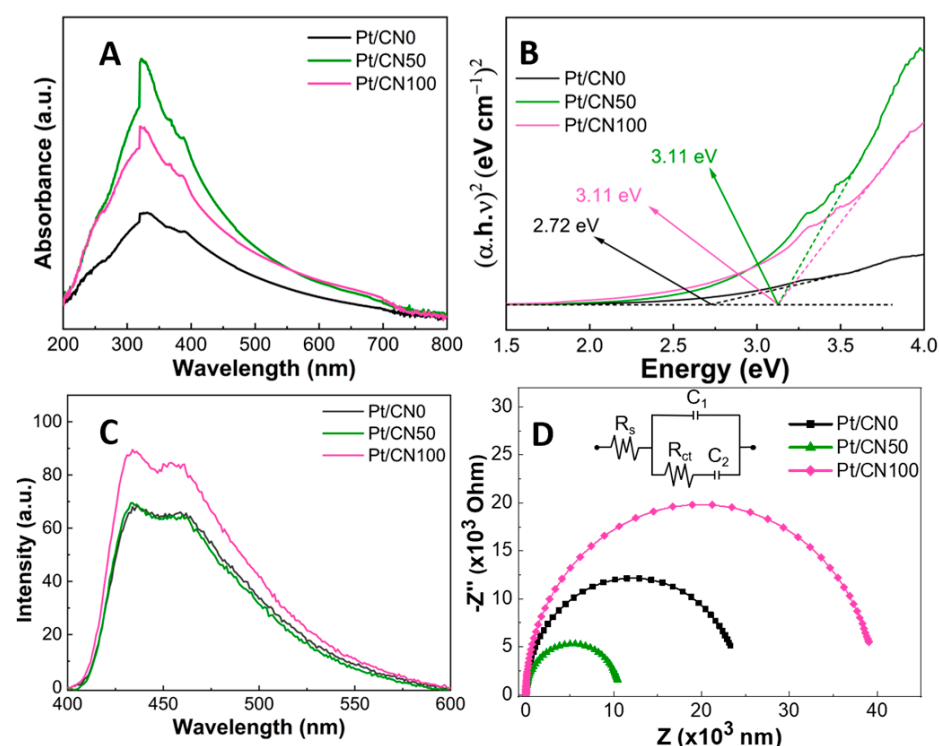 A
Pt/CN0
Pt/CN50
Pt/CN100
Absorbance (a.u.)
200 300 400 500 600 700 800
Wavelength (nm)
B
Pt/CN0
Pt/CN50
Pt/CN100
3.11 eV
3.11 eV
2.72 eV
(α.h.ν)² (eV cm⁻¹)²
1.5 2.0 2.5 3.0 3.5 4.0
Energy (eV)
C
Pt/CN0
Pt/CN50
Pt/CN100
Intensity (a.u.)
100
80
60
40
20
0
400 450 500 550 600
Wavelength (nm)
D
C₁
Rₛ
R꜀ₜ
C₂
Pt/CN0
Pt/CN50
Pt/CN100
-Z" (x10³ Ohm)
30
25
20
15
10
5
0
0 10 20 30 40
Z (x10³ nm)